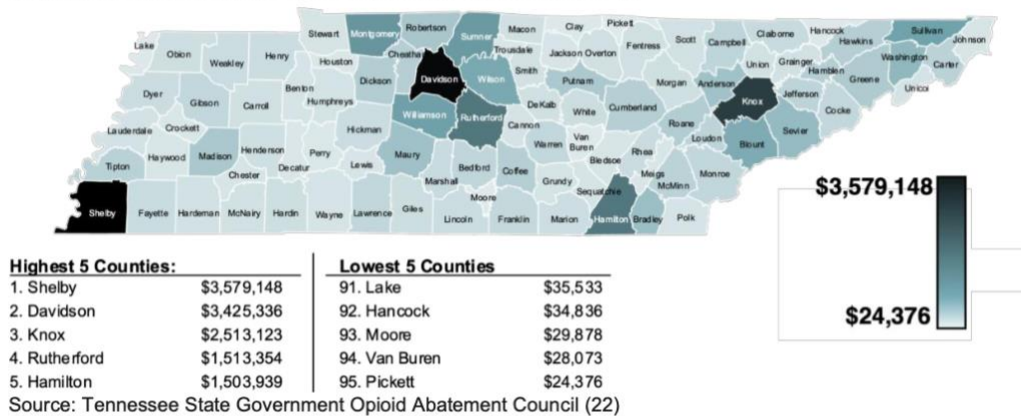 Lake
Obion
Weakley
Henry
Stewart
Montgomery
Robertson
Sumner
Macon
Clay
Pickett
Scott
Campbell
Claiborne
Hancock
Hawkins
Sullivan
Johnson
Houston
Cheatham
Trousdale
Jackson
Overton
Fentress
Union
Grainger
Hamblen
Washington
Carter
Greene
Unicoi
Dyer
Gibson
Carroll
Benton
Humphreys
Dickson
Davidson
Wilson
Smith
Putnam
Morgan
Anderson
Knox
Jefferson
Cocke
Lauderdale
Crockett
Williamson
Rutherford
DeKalb
White
Cumberland
Roane
Loudon
Sevier
Blount
Tipton
Haywood
Madison
Henderson
Decatur
Perry
Hickman
Lewis
Maury
Cannon
Warren
Van
Buren
Bledsoe
Rhea
Meigs
McMinn
Monroe
Chester
Marshall
Bedford
Coffee
Grundy
Sequatchie
Moore
Shelby
Fayette
Hardeman
McNairy
Hardin
Wayne
Lawrence
Giles
Lincoln
Franklin
Marion
Hamilton
Bradley
Polk
$3,579,148
$24,376
Highest 5 Counties:
1. Shelby $3,579,148
2. Davidson $3,425,336
3. Knox $2,513,123
4. Rutherford $1,513,354
5. Hamilton $1,503,939
Lowest 5 Counties
91. Lake $35,533
92. Hancock $34,836
93. Moore $29,878
94. Van Buren $28,073
95. Pickett $24,376
Source: Tennessee State Government Opioid Abatement Council (22)